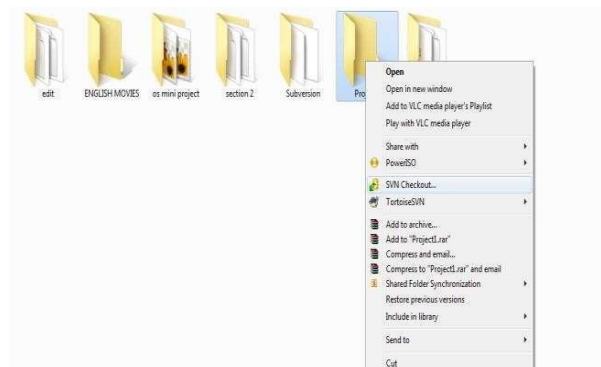 edit
ENGLISH MOVIES
os mini project
section 2
Subversion
Pro
Open
Open in new window
Add to VLC media player's Playlist
Play with VLC media player
Share with
PowerISO
SVN Checkout...
TortoiseSVN
Add to archive...
Add to "Project1.rar"
Compress and email...
Compress to "Project1.rar" and email
Shared Folder Synchronization
Restore previous versions
Include in library
Send to
Cut